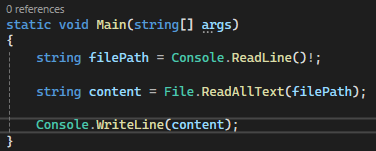 0 references
static void Main(string[] args)
{
string filePath = Console.ReadLine()!;
string content = File.ReadAllText(filePath);
Console.WriteLine(content);
}